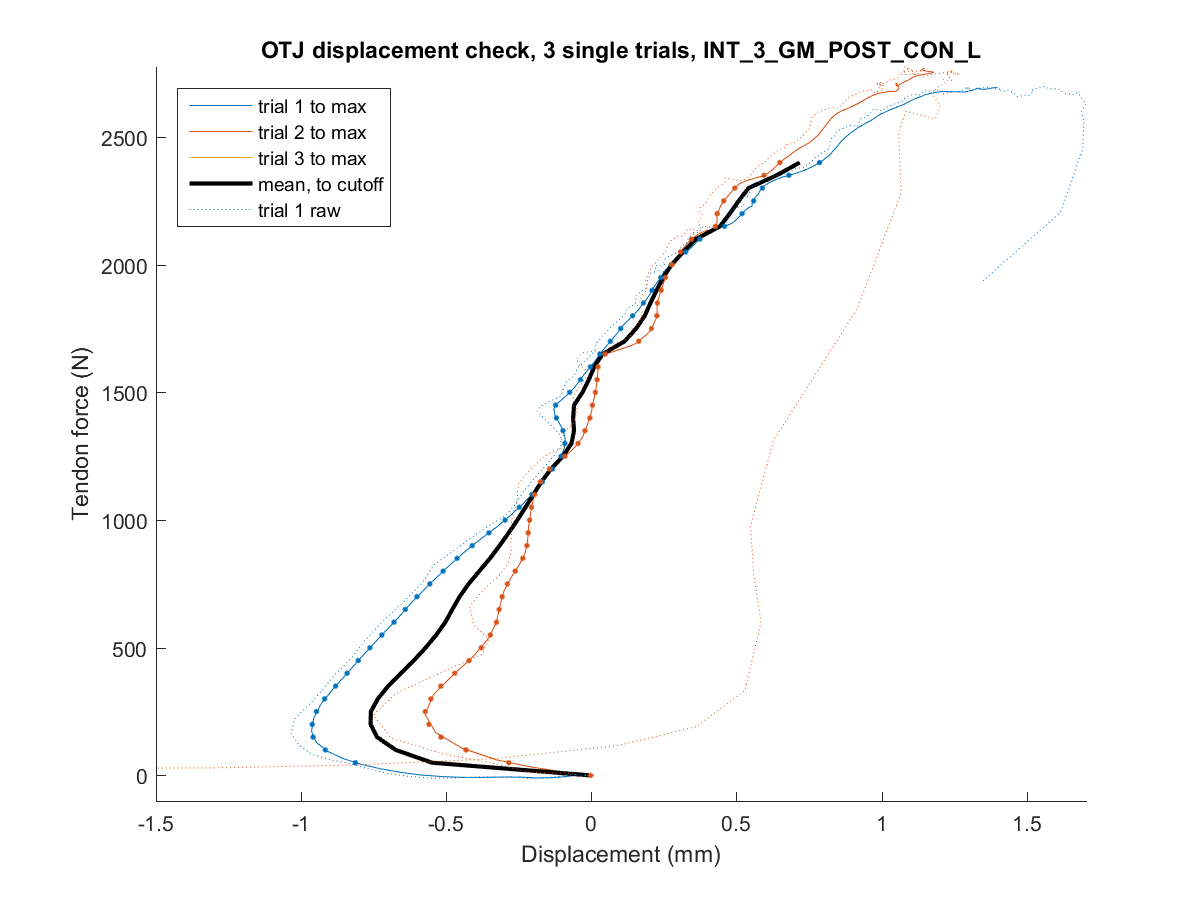 OTJ displacement check, 3 single trials, INT_3_GM_POST_CON_L
trial 1 to max
trial 2 to max
trial 3 to max
mean, to cutoff
trial 1 raw
Tendon force (N)
2500
2000
1500
1000
500
0
-1.5 -1 -0.5 0 0.5 1 1.5
Displacement (mm)